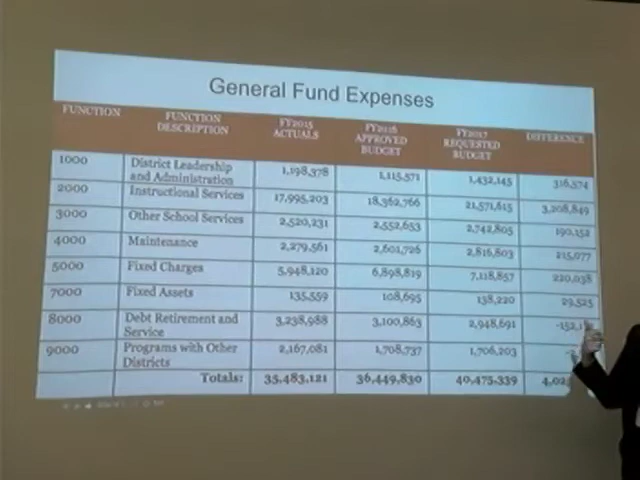 General Fund Expenses
FUNCTION FUNCTION DESCRIPTION FY2015 ACTUALS FY2016 APPROVED BUDGET FY2017 REQUESTED BUDGET DIFFERENCE
1000 District Leadership and Administration 1,198,378 1,115,571 1,432,145 316,574
2000 Instructional Services 17,995,203 18,362,766 21,571,615 3,208,849
3000 Other School Services 2,520,231 2,552,653 2,742,805 190,152
4000 Maintenance 2,279,561 2,601,726 2,816,803 215,077
5000 Fixed Charges 5,948,120 6,898,819 7,118,857 220,038
7000 Fixed Assets 135,559 108,695 138,220 29,525
8000 Debt Retirement and Service 3,238,988 3,100,863 2,948,691
9000 Programs with Other Districts 2,167,081 1,708,737 1,706,203
Totals: 35,483,121 36,449,830 40,475,339